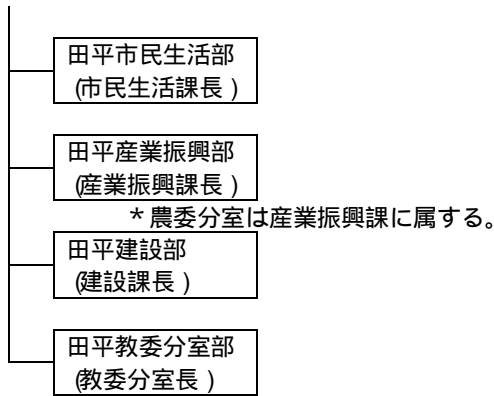 田平市民生活部
(市民生活課長)
田平産業振興部
(産業振興課長)
*農委分室は産業振興課に属する。
田平建設部
(建設課長)
田平教委分室部
(教委分室長)